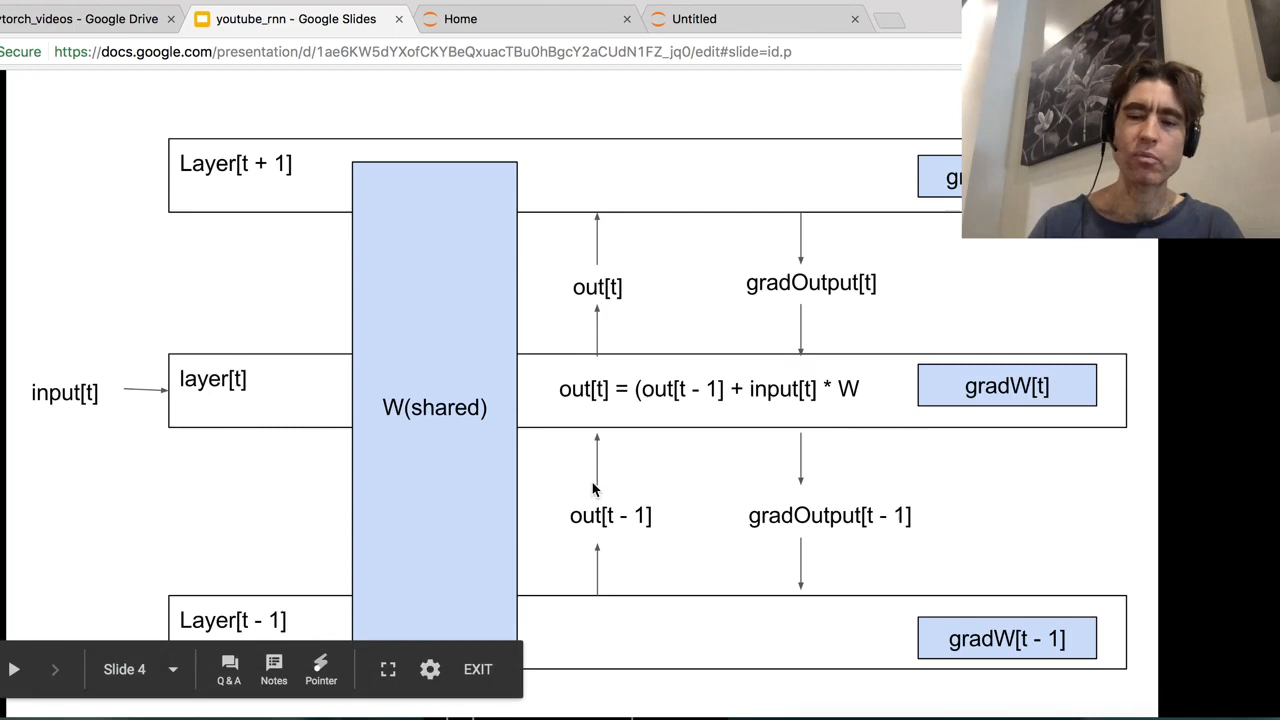 ytorch_videos - Google Drive
youtube_rnn - Google Slides
Home
Untitled
Secure
https://docs.google.com/presentation/d/1ae6KW5dYXofCKYBeQxuacTBu0hBgcY2aCUdN1FZ_jq0/edit#slide=id.p
Layer[t + 1]
gr
out[t]
gradOutput[t]
input[t]
layer[t]
out[t] = (out[t - 1] + input[t] * W
gradW[t]
W(shared)
out[t - 1]
gradOutput[t - 1]
Layer[t - 1]
gradW[t - 1]
Slide 4
Q & A
Notes
Pointer
EXIT